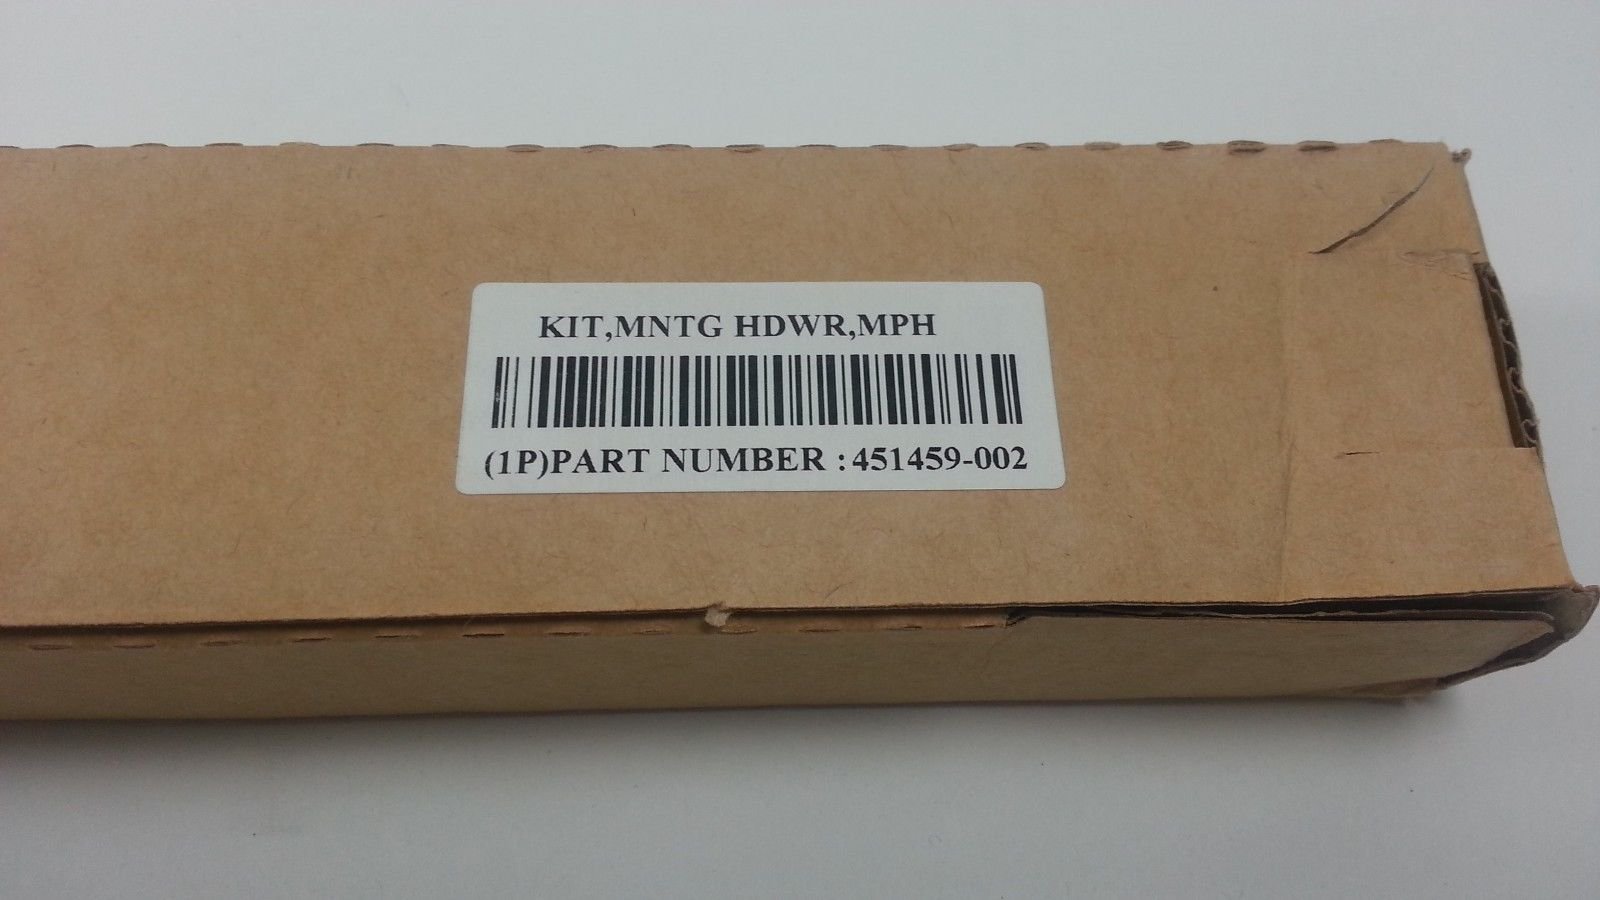 KIT,MNTG HDWR,MPH
(1P)PART NUMBER :451459-002